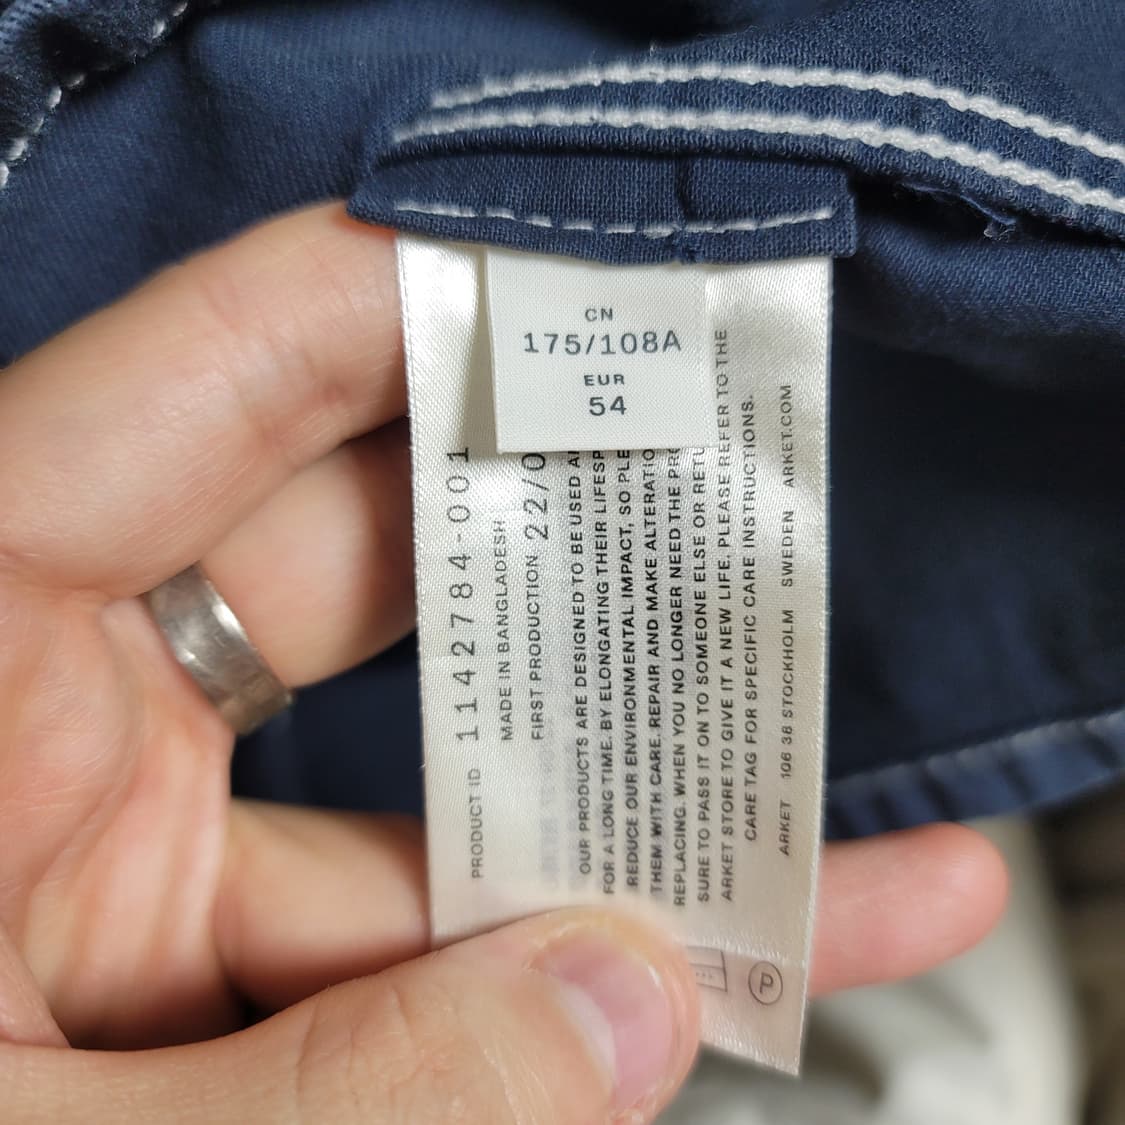 CN
175/108A
EUR
54
PRODUCT ID 1142784-001
MADE IN BANGLADESH
FIRST PRODUCTION 22/0
OUR PRODUCTS ARE DESIGNED TO BE USED
FOR A LONG TIME. BY ELONGATING THEIR
REDUCE OUR ENVIRONMENTAL IMPACT, SO
THEM WITH CARE. REPAIR AND MAKE
REPLACING. WHEN YOU NO LONGER NEED THE
SURE TO PASS IT ON TO SOMEONE ELSE OR
ARKET STORE TO GIVE IT A NEW LIFE. PLEASE REFER TO THE
CARE TAG FOR SPECIFIC CARE INSTRUCTIONS.
ARKET 106 38 STOCKHOLM SWEDEN ARKET.COM
P